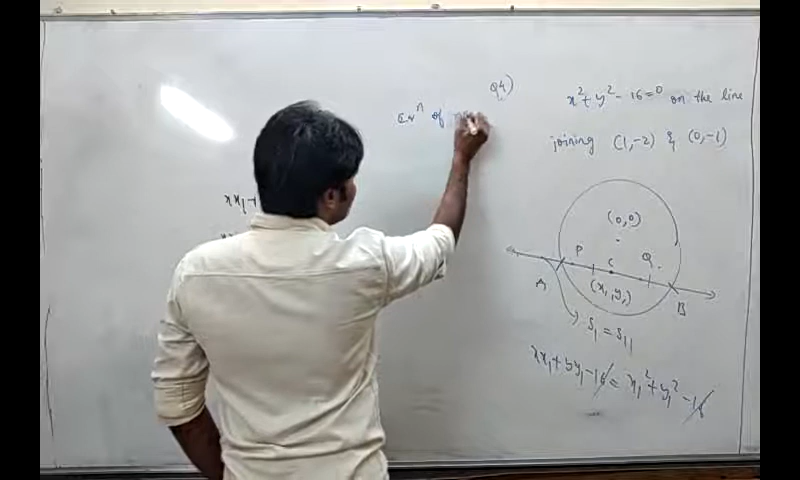 Q4)
x² + y² - 16 = 0 on the line
joining (1, -2) & (0, -1)
Eqⁿ of
xx₁ +
(0,0)
P
C
Q
A
(x₁, y₁)
B
S₁ = S₁₁
xx₁ + yy₁ - 16 = x₁² + y₁² - 16